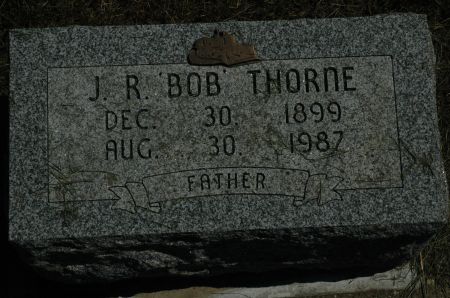 J. R. 'BOB' THORNE
DEC. 30. 1899
AUG. 30. 1987
FATHER